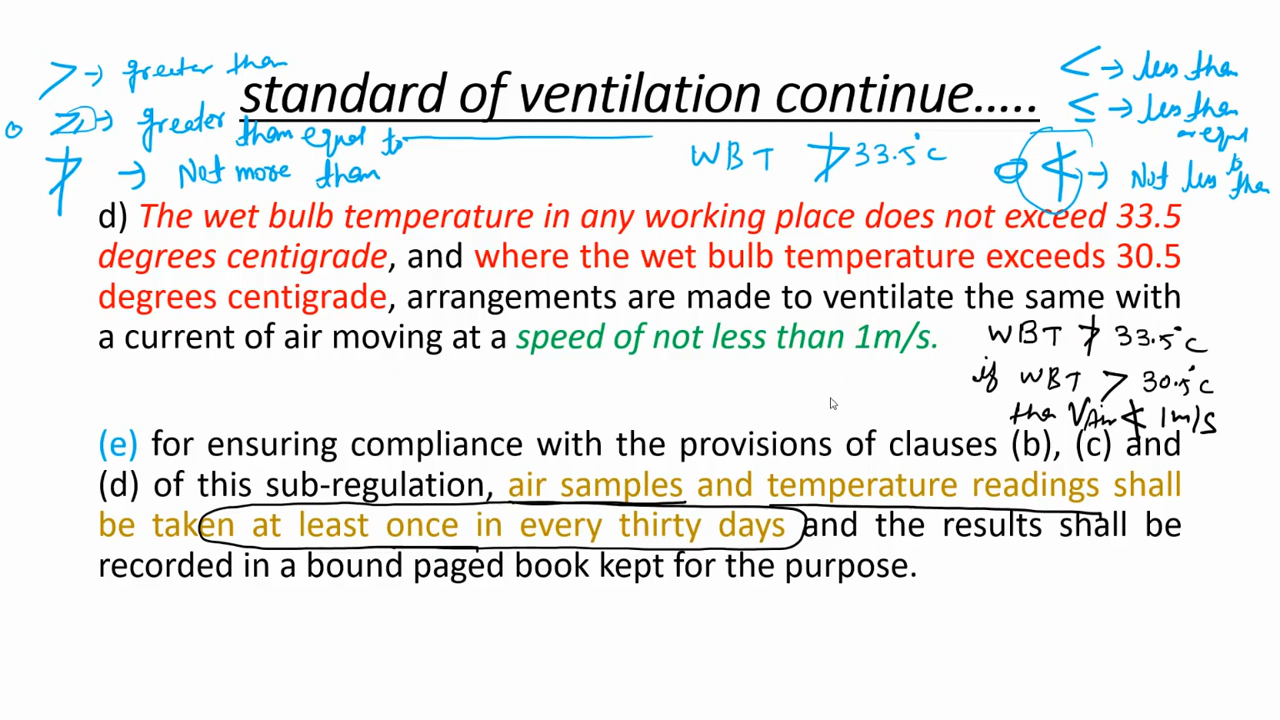 > → greater than
< → less than
standard of ventilation continue.....
≥ → greater than equal to
≤ → less than or equal to
≯ → Not more than
WBT ≯ 33.5°C
≮ → Not less than
d) The wet bulb temperature in any working place does not exceed 33.5
degrees centigrade, and where the wet bulb temperature exceeds 30.5
degrees centigrade, arrangements are made to ventilate the same with
a current of air moving at a speed of not less than 1m/s.
WBT ≯ 33.5°C
if WBT > 30.5°C
then VAir ≮ 1m/s
(e) for ensuring compliance with the provisions of clauses (b), (c) and
(d) of this sub-regulation, air samples and temperature readings shall
be taken at least once in every thirty days and the results shall be
recorded in a bound paged book kept for the purpose.